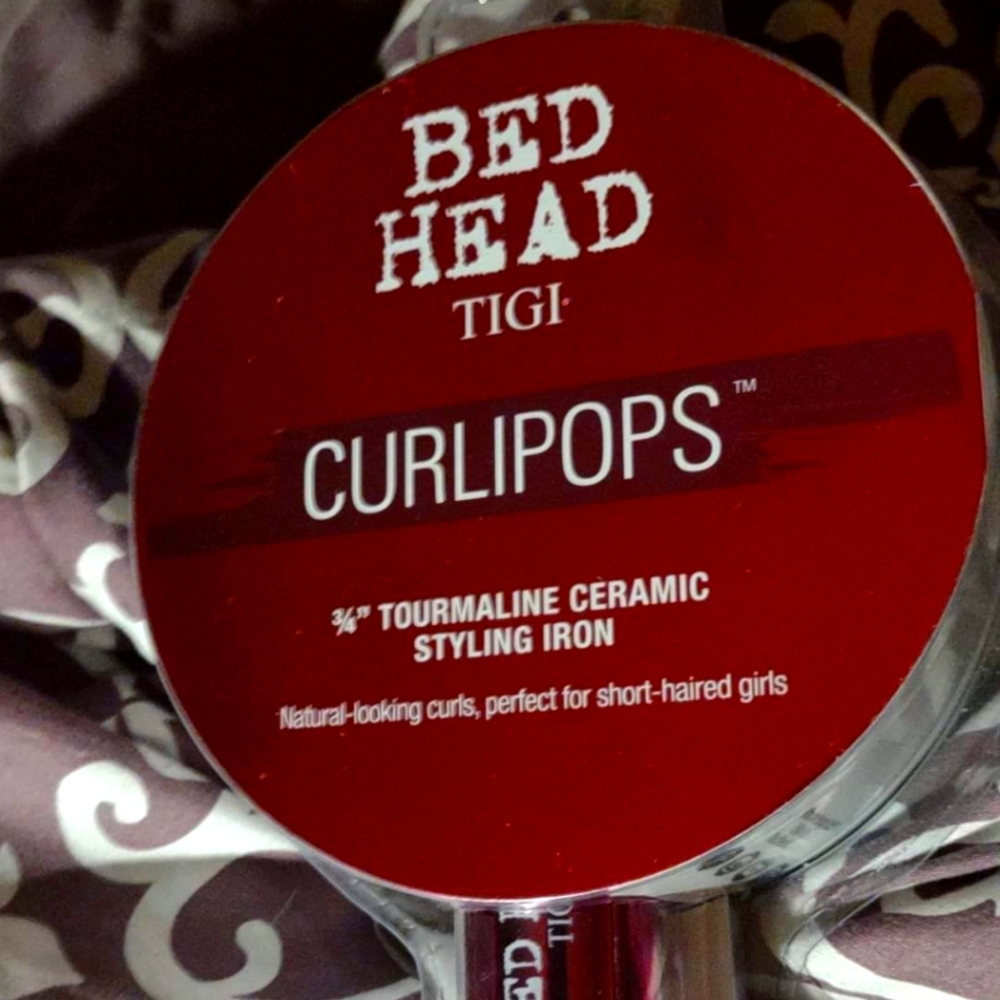 BED
HEAD
TIGI
CURLIPOPS™
¾” TOURMALINE CERAMIC
STYLING IRON
Natural-looking curls, perfect for short-haired girls